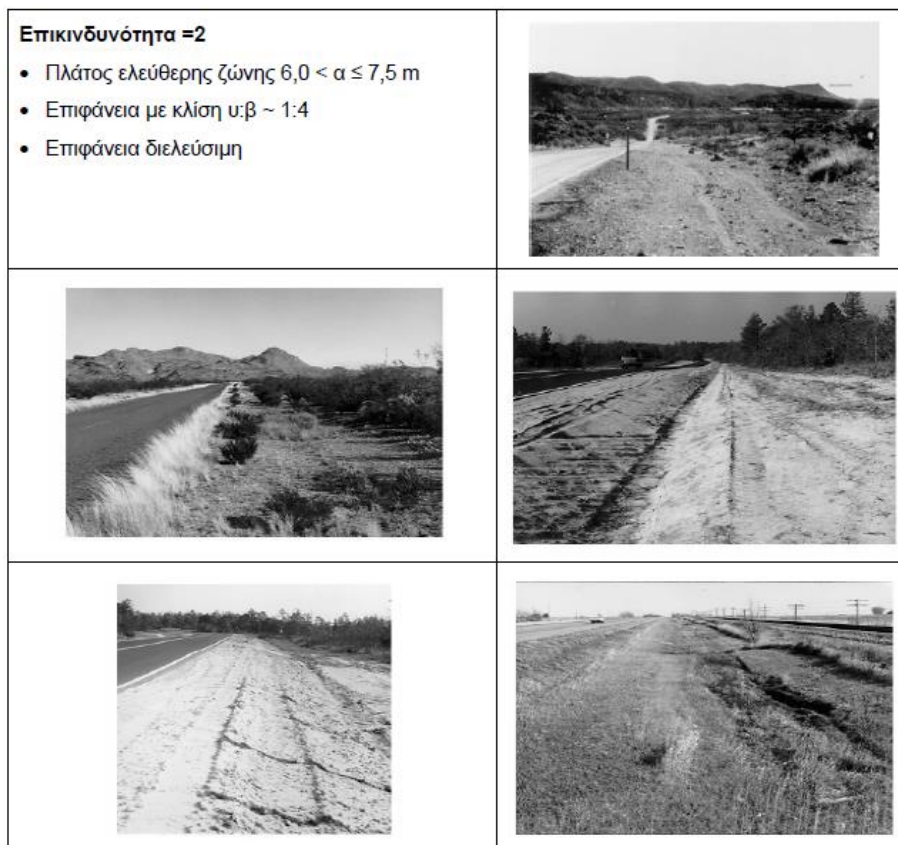 Επικινδυνότητα =2
• Πλάτος ελεύθερης ζώνης 6,0 < α ≤ 7,5 m
• Επιφάνεια με κλίση υ:β ~ 1:4
• Επιφάνεια διελεύσιμη